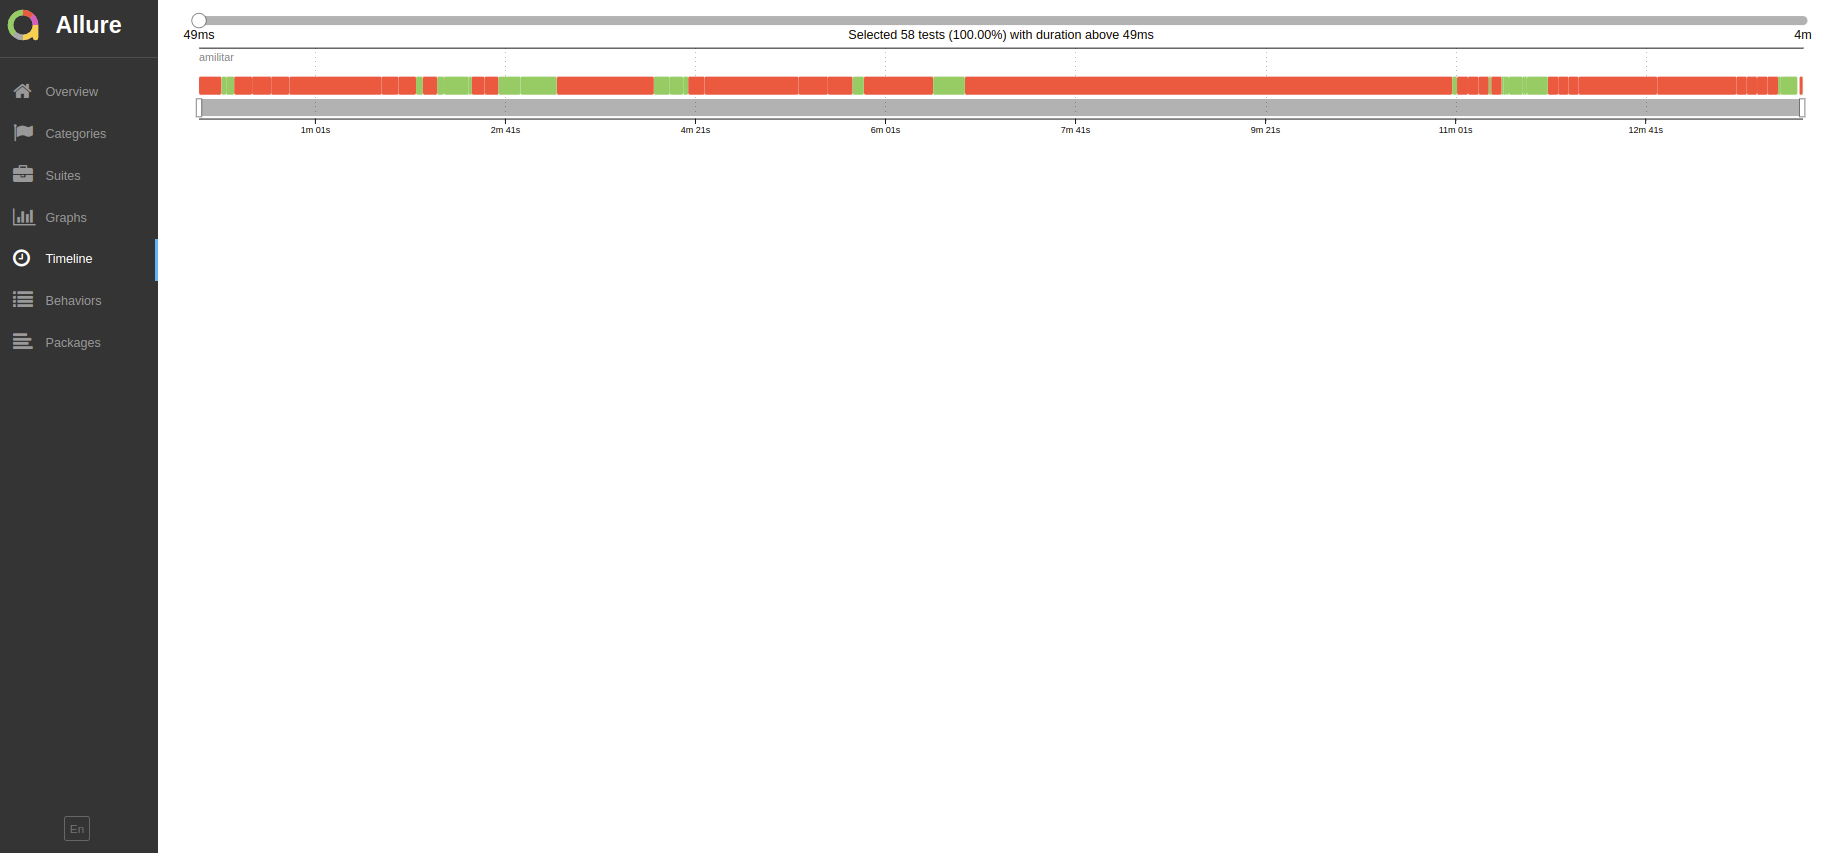 Allure
Overview
Categories
Suites
Graphs
Timeline
Behaviors
Packages
En
49ms
Selected 58 tests (100.00%) with duration above 49ms
4m
amilitar
1m 01s
2m 41s
4m 21s
6m 01s
7m 41s
9m 21s
11m 01s
12m 41s